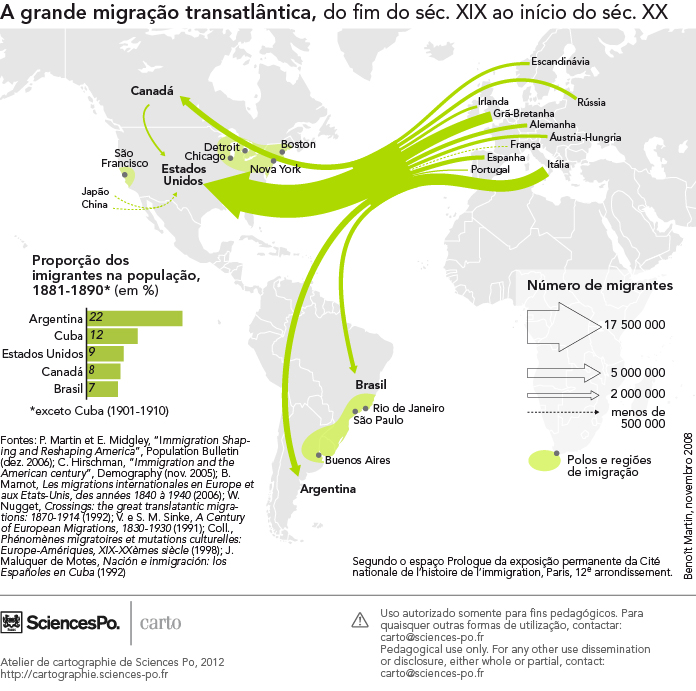 A grande migração transatlântica, do fim do séc. XIX ao início do séc. XX
Escandinávia
Canadá
Irlanda
Rússia
Grã-Bretanha
Alemanha
Áustria-Hungria
França
Espanha
Itália
Portugal
Detroit
Boston
Chicago
Nova York
São
Francisco
Estados
Unidos
Japão
China
Proporção dos
imigrantes na população,
1881-1890* (em %)
Argentina 22
Cuba 12
Estados Unidos 9
Canadá 8
Brasil 7
*exceto Cuba (1901-1910)
Número de migrantes
17 500 000
5 000 000
2 000 000
menos de
500 000
Polos e regiões
de imigração
Brasil
Rio de Janeiro
São Paulo
Buenos Aires
Argentina
Fontes: P. Martin et E. Midgley, “Immigration Shap-
ing and Reshaping America”, Population Bulletin
(dez. 2006); C. Hirschman, “Immigration and the
American century”, Demography (nov. 2005); B.
Marnot, Les migrations internationales en Europe et
aux Etats-Unis, des années 1840 à 1940 (2006); W.
Nugget, Crossings: the great translatantic migra-
tions: 1870-1914 (1992); V. e S. M. Sinke, A Century
of European Migrations, 1830-1930 (1991); Coll.,
Phénomènes migratoires et mutations culturelles:
Europe-Amériques, XIX-XXèmes siècle (1998); J.
Maluquer de Motes, Nación e inmigración: los
Españoles en Cuba (1992)
Segundo o espaço Prologue da exposição permanente da Cité
nationale de l'histoire de l'immigration, Paris, 12e arrondissement.
Benoît Martin, novembro 2008
SciencesPo. carto
Atelier de cartographie de Sciences Po, 2012
http://cartographie.sciences-po.fr
Uso autorizado somente para fins pedagógicos. Para
quaisquer outras formas de utilização, contactar:
carto@sciences-po.fr
Pedagogical use only. For any other use dissemination
or disclosure, either whole or partial, contact:
carto@sciences-po.fr